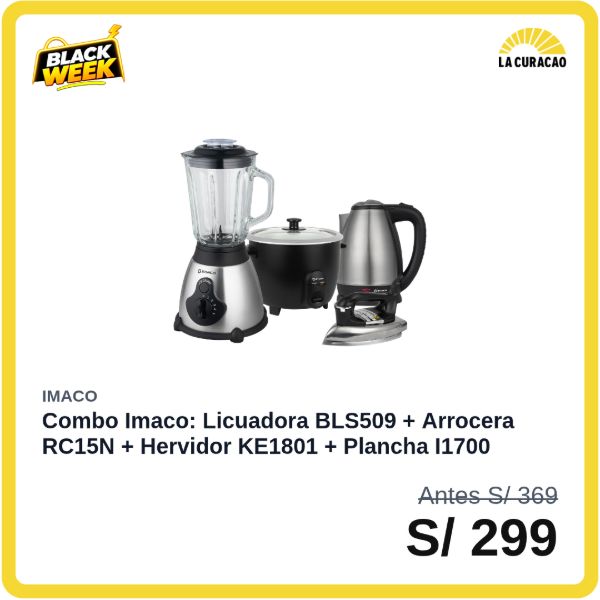 BLACK
WEEK
LA CURACAO
IMACO
Combo Imaco: Licuadora BLS509 + Arrocera
RC15N + Hervidor KE1801 + Plancha I1700
Antes S/ 369
S/ 299